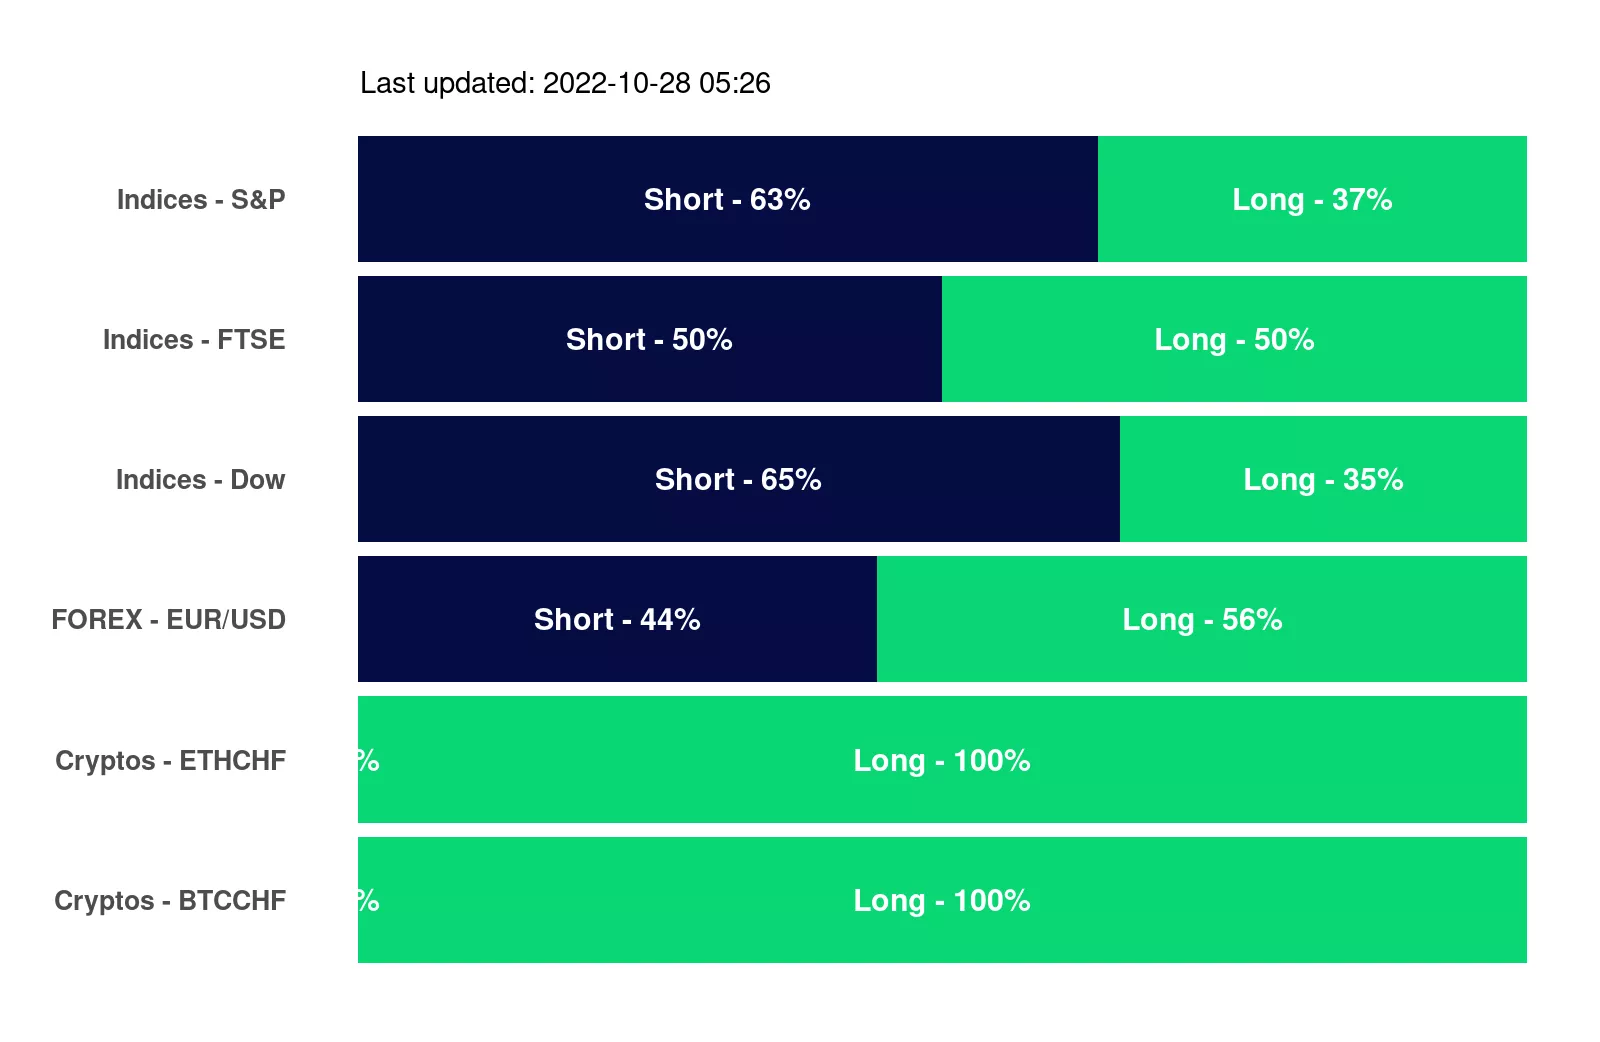 Last updated: 2022-10-28 05:26
Indices - S&P Short - 63% Long - 37%
Indices - FTSE Short - 50% Long - 50%
Indices - Dow Short - 65% Long - 35%
FOREX - EUR/USD Short - 44% Long - 56%
Cryptos - ETHCHF % Long - 100%
Cryptos - BTCCHF % Long - 100%